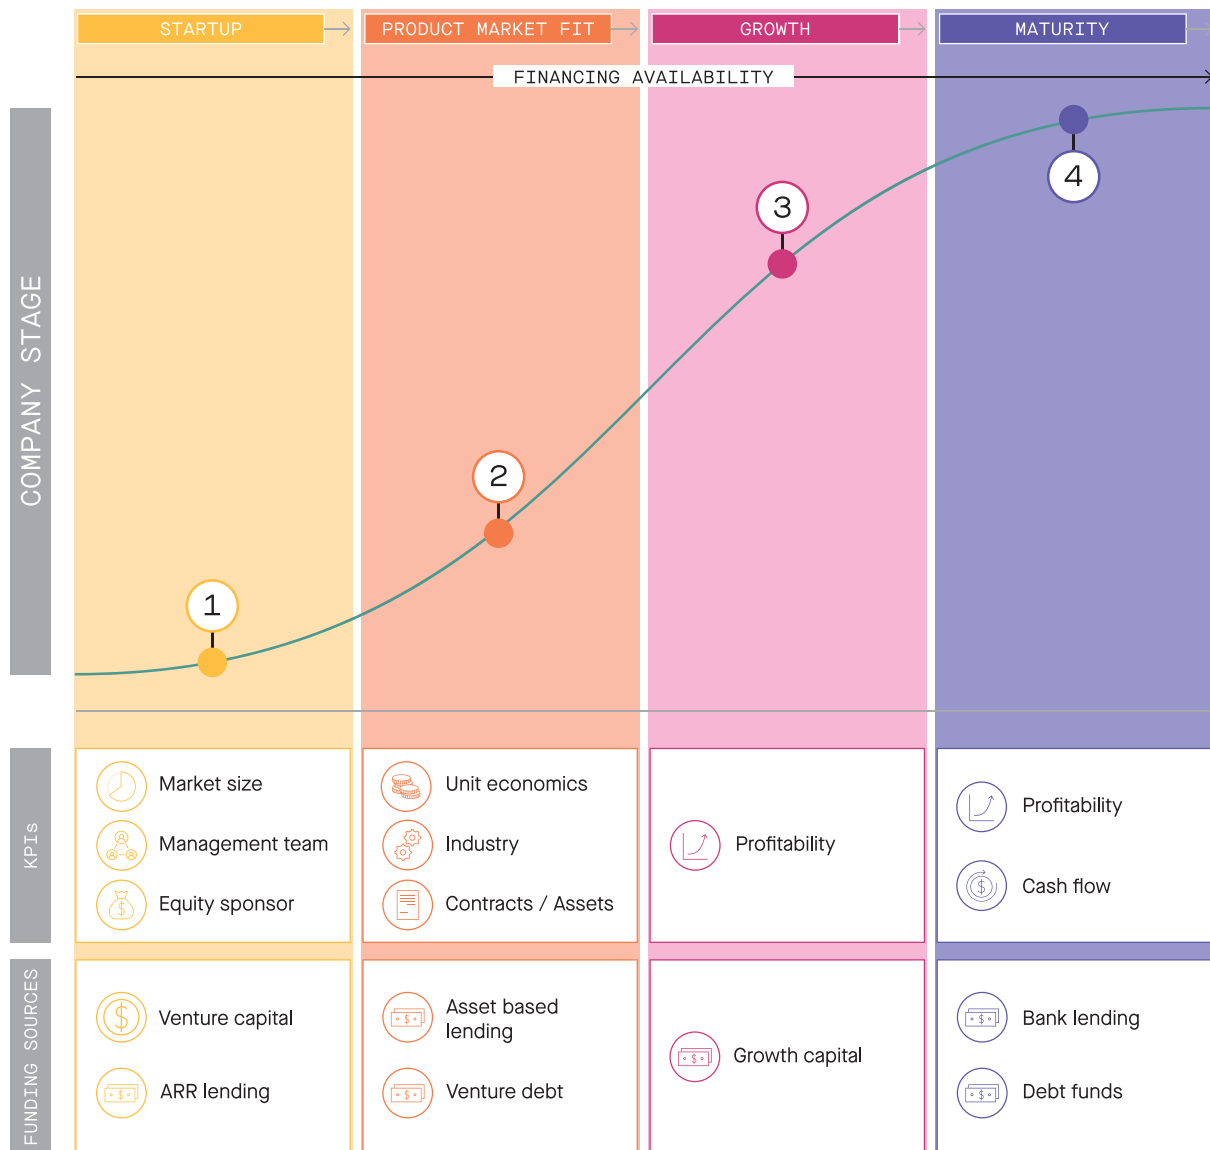 STARTUP
PRODUCT MARKET FIT
GROWTH
MATURITY
FINANCING AVAILABILITY
COMPANY STAGE
1
2
3
4
KPIs
Market size
Management team
Equity sponsor
Unit economics
Industry
Contracts / Assets
Profitability
Profitability
Cash flow
FUNDING SOURCES
Venture capital
ARR lending
Asset based
lending
Venture debt
Growth capital
Bank lending
Debt funds